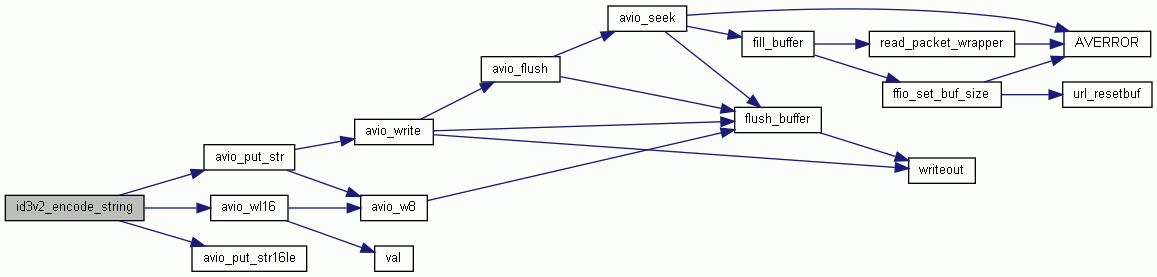 avio_seek
fill_buffer
read_packet_wrapper
AVERROR
avio_flush
ffio_set_buf_size
url_resetbuf
flush_buffer
avio_write
avio_put_str
writeout
id3v2_encode_string
avio_wl16
avio_w8
avio_put_str16le
val